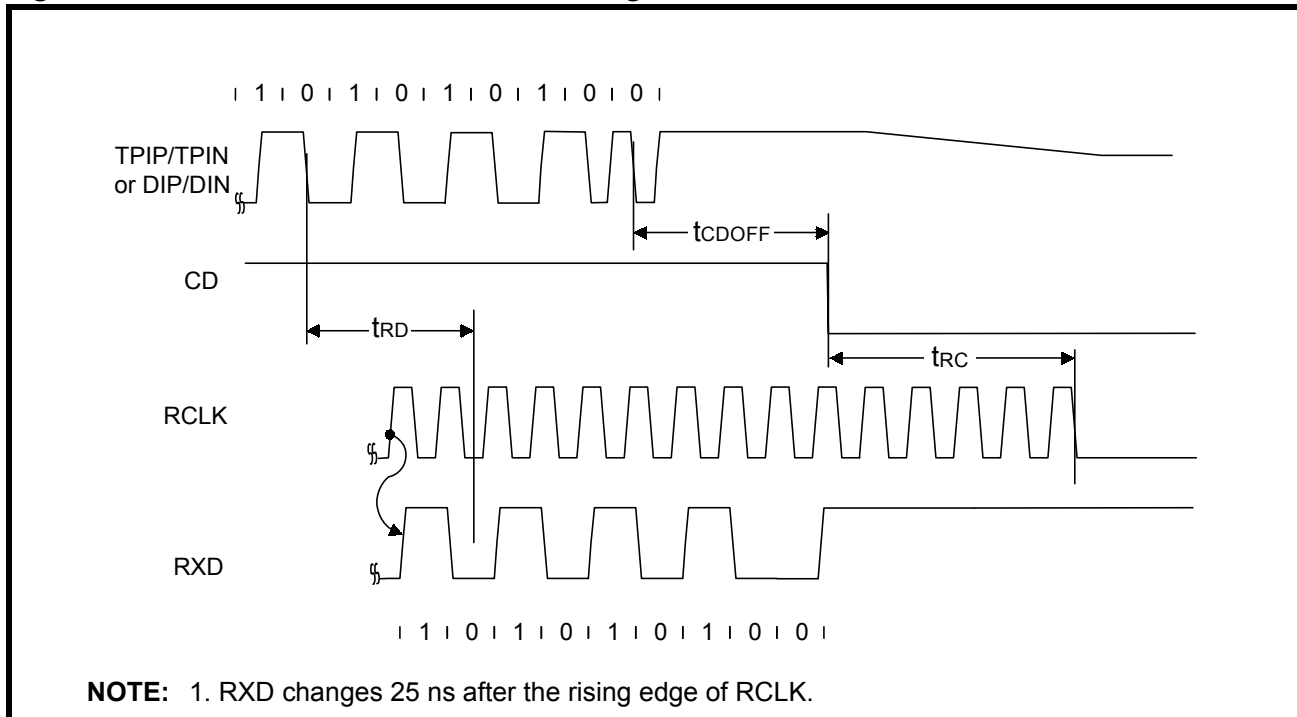 I 1 I 0 I 1 I 0 I 1 I 0 I 1 I 0 I 0 I
TPIP/TPIN
or DIP/DIN
tCDOFF
CD
tRD
tRC
RCLK
RXD
I 1 I 0 I 1 I 0 I 1 I 0 I 1 I 0 I 0 I
NOTE: 1. RXD changes 25 ns after the rising edge of RCLK.